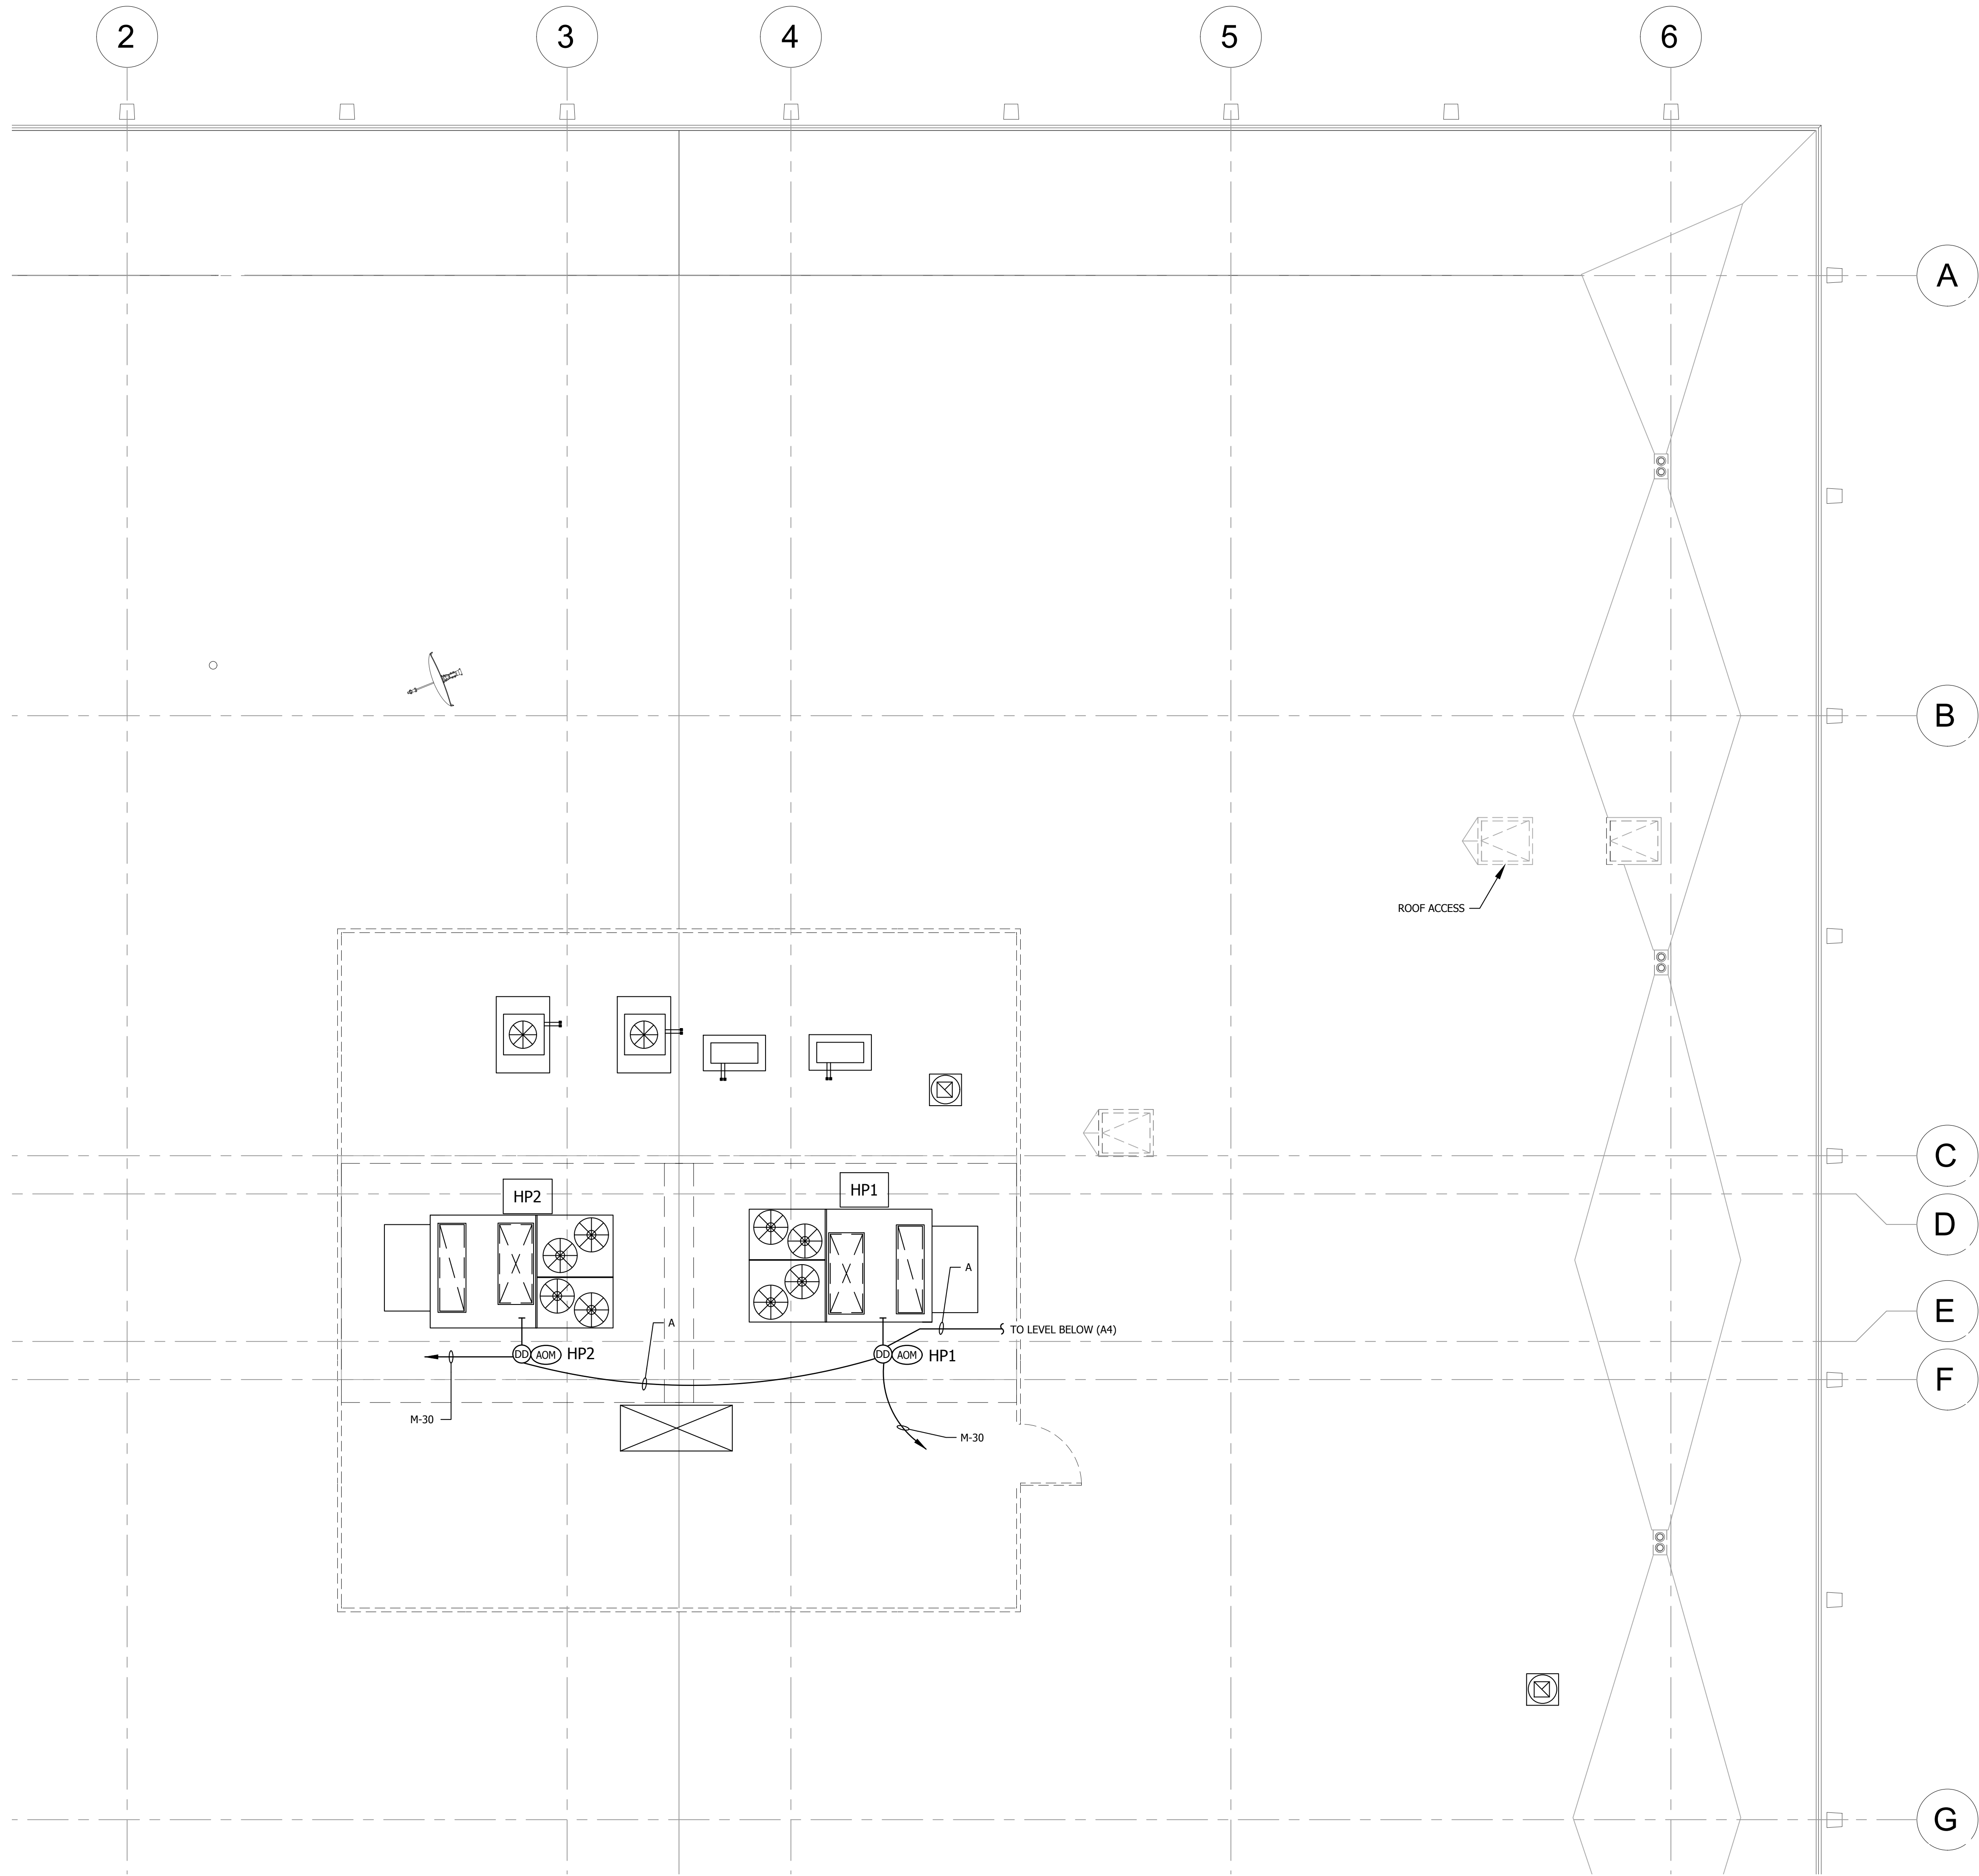 2
3
4
5
6
A
B
ROOF ACCESS
C
D
HP2
HP1
A
E
A
TO LEVEL BELOW (A4)
DD
AOM
HP2
DD
AOM
HP1
F
M-30
M-30
G